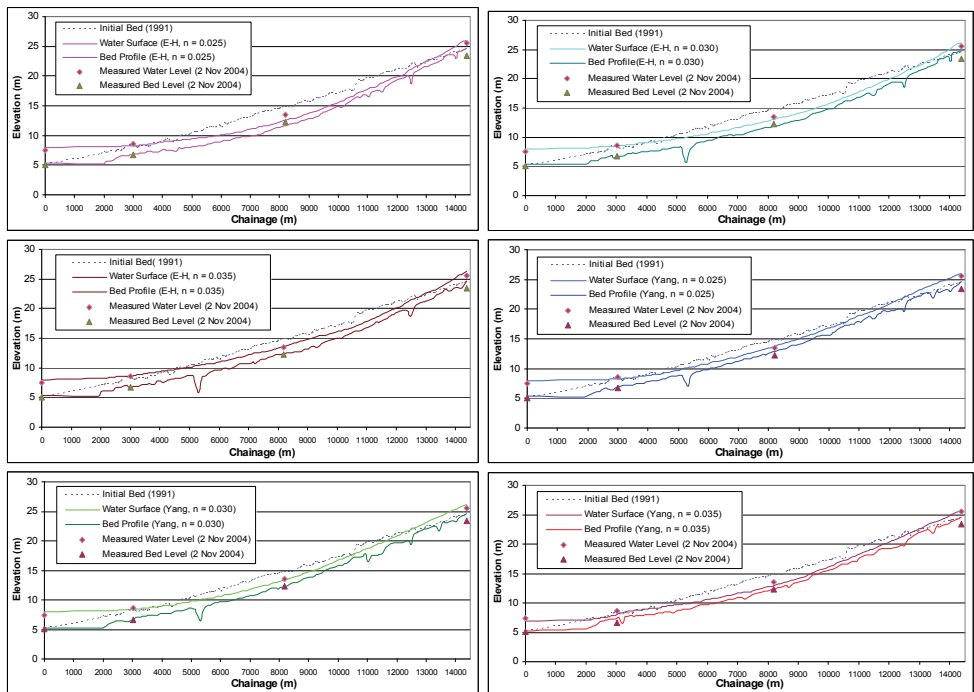 Initial Bed (1991)
Water Surface (E-H, n = 0.025)
Bed Profile (E-H, n = 0.025)
Measured Water Level (2 Nov 2004)
Measured Bed Level (2 Nov 2004)
Elevation (m)
30
25
20
15
10
5
0
0 1000 2000 3000 4000 5000 6000 7000 8000 9000 10000 11000 12000 13000 14000
Chainage (m)
Initial Bed (1991)
Water Surface (E-H, n = 0.030)
Bed Profile(E-H, n = 0.030)
Measured Water Level (2 Nov 2004)
Measured Bed Level (2 Nov 2004)
Elevation (m)
30
25
20
15
10
5
0
0 1000 2000 3000 4000 5000 6000 7000 8000 9000 10000 11000 12000 13000 14000
Chainage (m)
Initial Bed( 1991)
Water Surface (E-H, n = 0.035)
Bed Profile (E-H, n = 0.035)
Measured Water Level (2 Nov 2004)
Measured Bed Level (2 Nov 2004)
Elevation (m)
30
25
20
15
10
5
0
0 1000 2000 3000 4000 5000 6000 7000 8000 9000 10000 11000 12000 13000 14000
Chainage (m)
Initial Bed (1991)
Water Surface (Yang, n = 0.025)
Bed Profile (Yang, n = 0.025)
Measured Water Level (2 Nov 2004)
Measured Bed Level (2 Nov 2004)
Elevation (m)
30
25
20
15
10
5
0
0 1000 2000 3000 4000 5000 6000 7000 8000 9000 10000 11000 12000 13000 14000
Chainage (m)
Initial Bed (1991)
Water Surface (Yang, n = 0.030)
Bed Profile (Yang, n = 0.030)
Measured Water Level (2 Nov 2004)
Measured Bed Level (2 Nov 2004)
Elevation (m)
30
25
20
15
10
5
0
0 1000 2000 3000 4000 5000 6000 7000 8000 9000 10000 11000 12000 13000 14000
Chainage (m)
Initial Bed (1991)
Water Surface (Yang, n = 0.035)
Bed Profile (Yang, n = 0.035)
Measured Water Level (2 Nov 2004)
Measured Bed Level (2 Nov 2004)
Elevation (m)
30
25
20
15
10
5
0
0 1000 2000 3000 4000 5000 6000 7000 8000 9000 10000 11000 12000 13000 14000
Chainage (m)